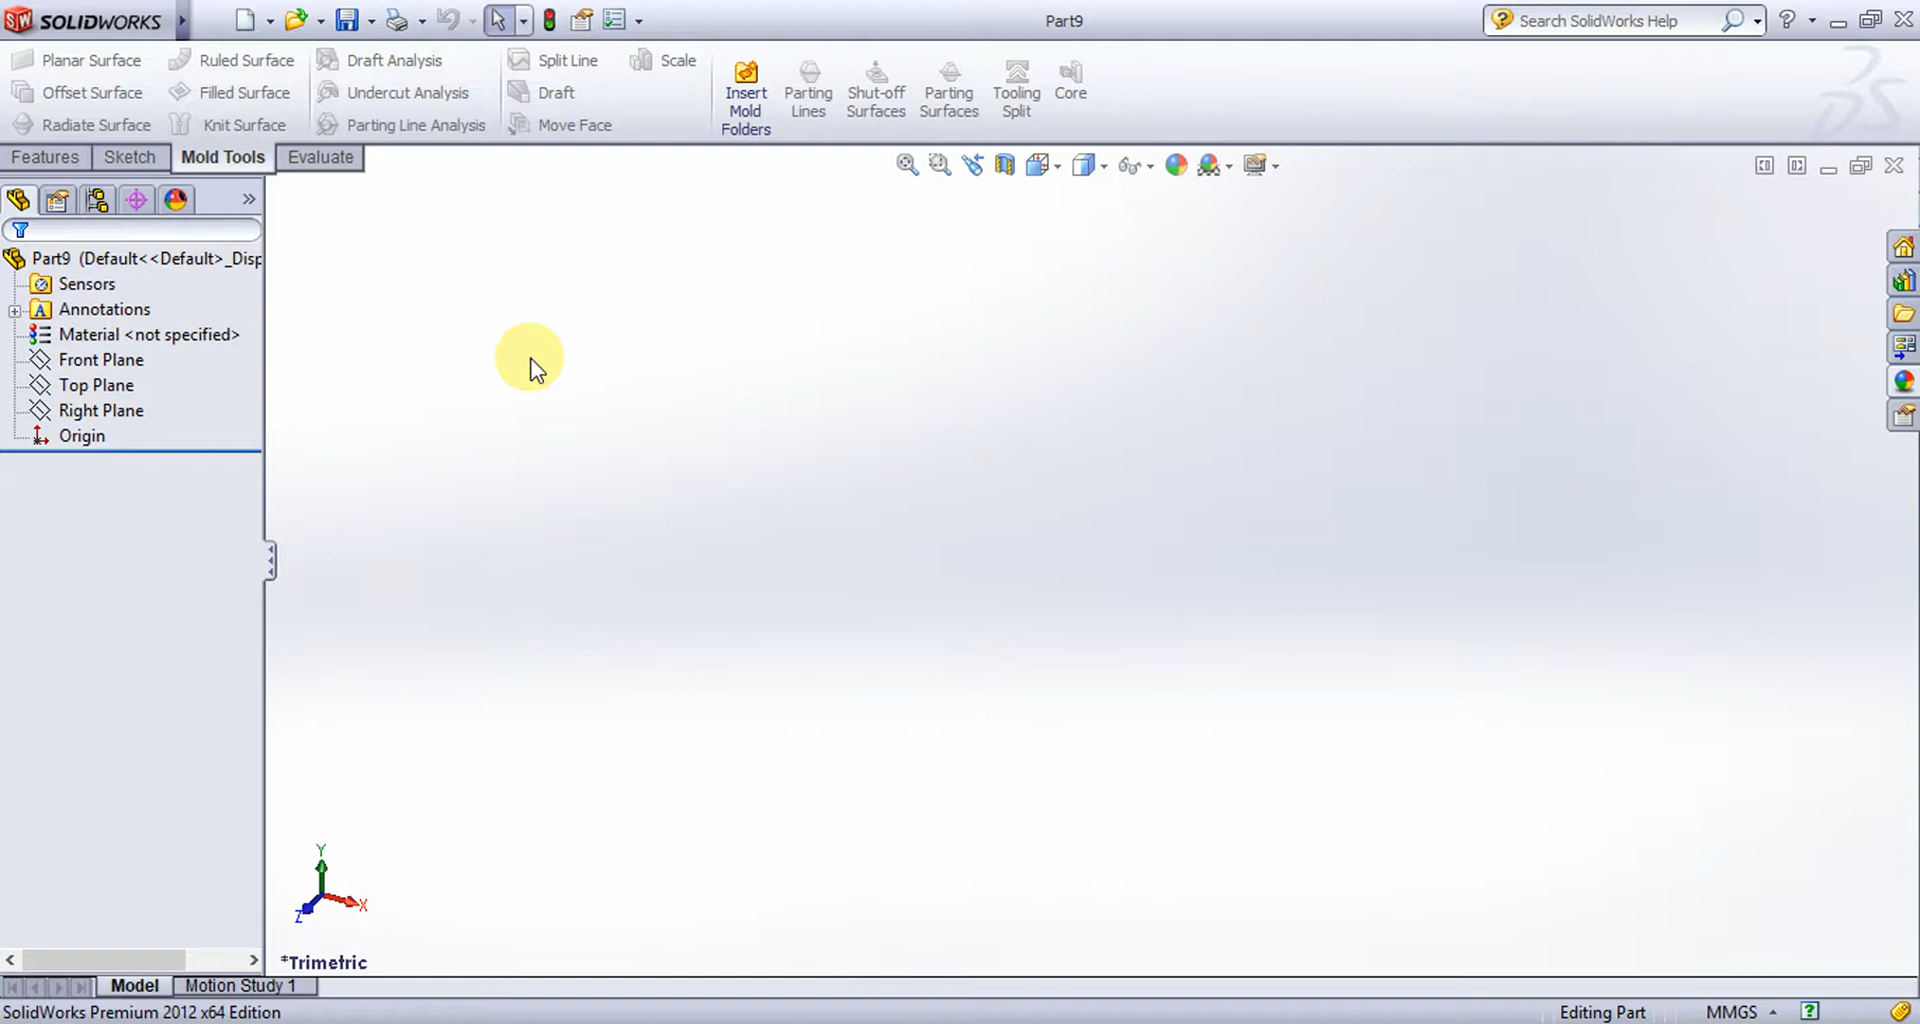 SOLIDWORKS
Part9
Search SolidWorks Help
Planar Surface
Ruled Surface
Draft Analysis
Split Line
Scale
Offset Surface
Filled Surface
Undercut Analysis
Draft
Radiate Surface
Knit Surface
Parting Line Analysis
Move Face
Insert
Mold
Folders
Parting
Lines
Shut-off
Surfaces
Parting
Surfaces
Tooling
Split
Core
Features
Sketch
Mold Tools
Evaluate
Part9 (Default<<Default>_Disp
Sensors
Annotations
Material <not specified>
Front Plane
Top Plane
Right Plane
Origin
Y
X
Z
*Trimetric
Model
Motion Study 1
SolidWorks Premium 2012 x64 Edition
Editing Part
MMGS